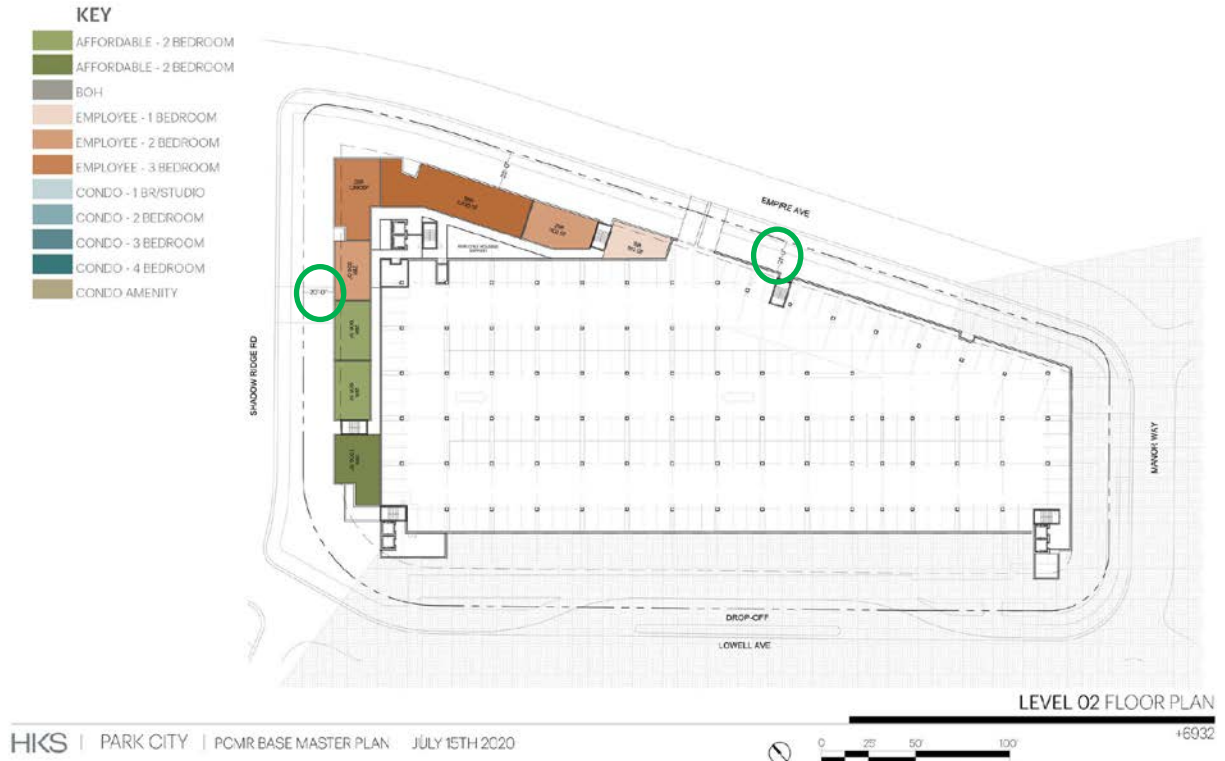 KEY
AFFORDABLE - 2 BEDROOM
AFFORDABLE - 2 BEDROOM
BOH
EMPLOYEE - 1 BEDROOM
EMPLOYEE - 2 BEDROOM
EMPLOYEE - 3 BEDROOM
CONDO - 1 BR/STUDIO
CONDO - 2 BEDROOM
CONDO - 3 BEDROOM
CONDO - 4 BEDROOM
CONDO AMENITY
EMPIRE AVE
20'-0"
SHADOW RIDGE RD
MANOR WAY
DROP-OFF
LOWELL AVE
LEVEL 02 FLOOR PLAN
+6932
HKS | PARK CITY | PCMR BASE MASTER PLAN JULY 15TH 2020
0 25' 50' 100'